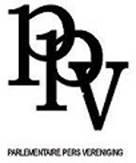 ppv
PARLEMENTAIRE PERS VERENIGING